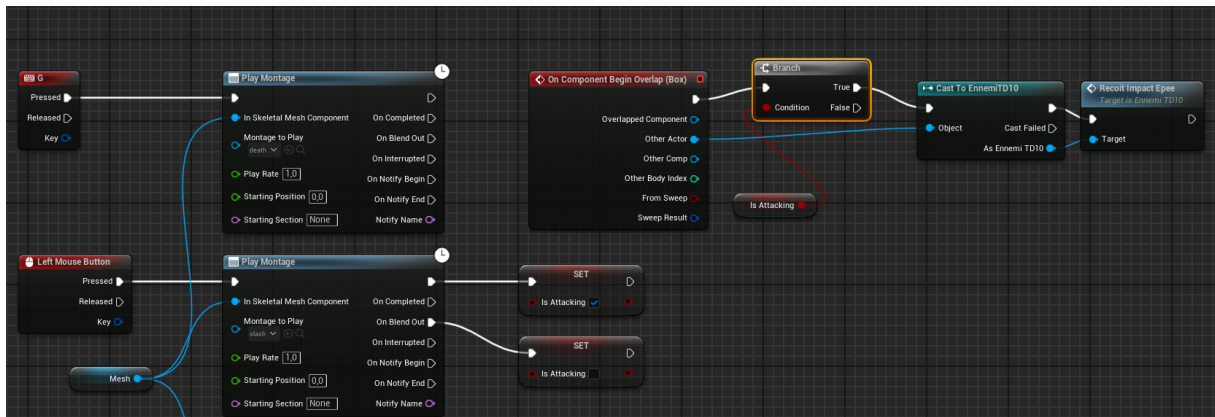 G
Pressed
Released
Key
Play Montage
In Skeletal Mesh Component
On Completed
Montage to Play
death
On Blend Out
On Interrupted
Play Rate 1,0
On Notify Begin
Starting Position 0,0
On Notify End
Starting Section None
Notify Name
On Component Begin Overlap (Box)
Overlapped Component
Other Actor
Other Comp
Other Body Index
From Sweep
Sweep Result
Branch
True
Condition
False
Is Attacking
Cast To EnnemiTD10
Object
Cast Failed
As Ennemi TD10
Recoit Impact Epee
Target is Ennemi TD10
Target
Left Mouse Button
Pressed
Released
Key
Mesh
Play Montage
In Skeletal Mesh Component
On Completed
Montage to Play
slash
On Blend Out
On Interrupted
Play Rate 1,0
On Notify Begin
Starting Position 0,0
On Notify End
Starting Section None
Notify Name
SET
Is Attacking
SET
Is Attacking